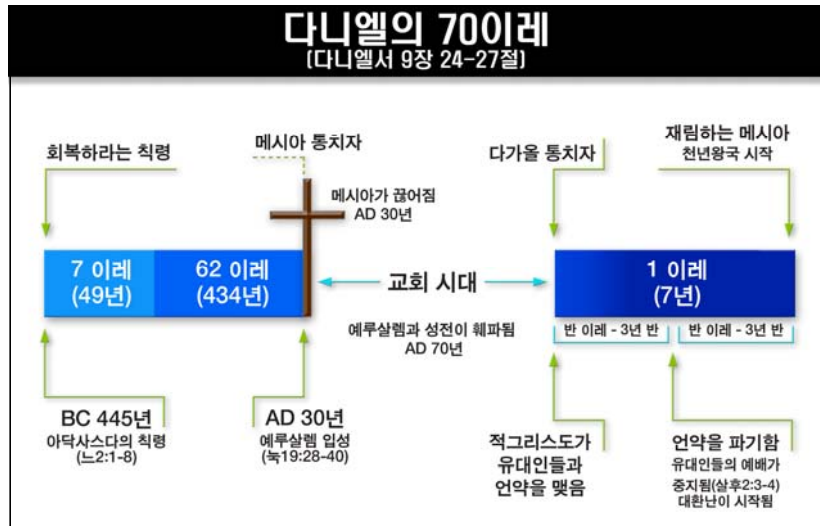 다니엘의 70이레
(다니엘서 9장 24-27절)
회복하라는 칙령
메시아 통치자
메시아가 끊어짐
AD 30년
다가올 통치자
재림하는 메시아
천년왕국 시작
7 이레
(49년)
62 이레
(434년)
교회 시대
1 이레
(7년)
예루살렘과 성전이 훼파됨
AD 70년
반 이레 - 3년 반
반 이레 - 3년 반
BC 445년
아닥사스다의 칙령
(느2:1-8)
AD 30년
예루살렘 입성
(눅19:28-40)
적그리스도가
유대인들과
언약을 맺음
언약을 파기함
유대인들의 예배가
중지됨(살후2:3-4)
대환난이 시작됨